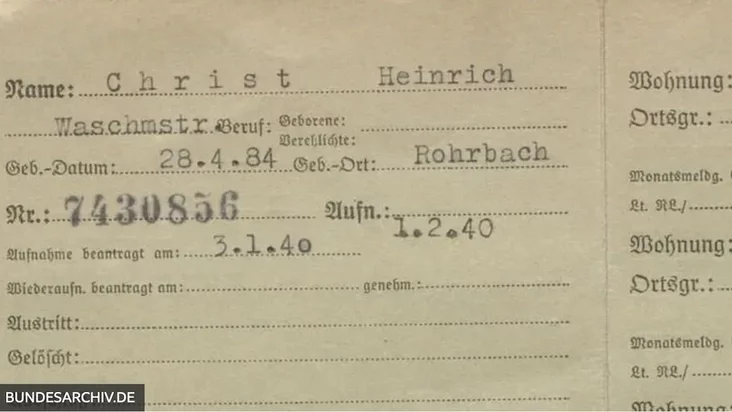 Name: Christ Heinrich
Waschmstr. Beruf: Geborene:
Verehlichte:
Geb.-Datum: 28.4.84 Geb.-Ort: Rohrbach
Nr.: 7430856 Aufn.: 1.2.40
Aufnahme beantragt am: 3.1.40
Wiederaufn. beantragt am: genehm.:
Austritt:
Gelöscht:
Wohnung:
Ortsgr.:
Monatsmeldg.
Lt. RL./
Wohnung:
Ortsgr.:
Monatsmeldg.
Lt. RL./
Wohnung:
BUNDESARCHIV.DE